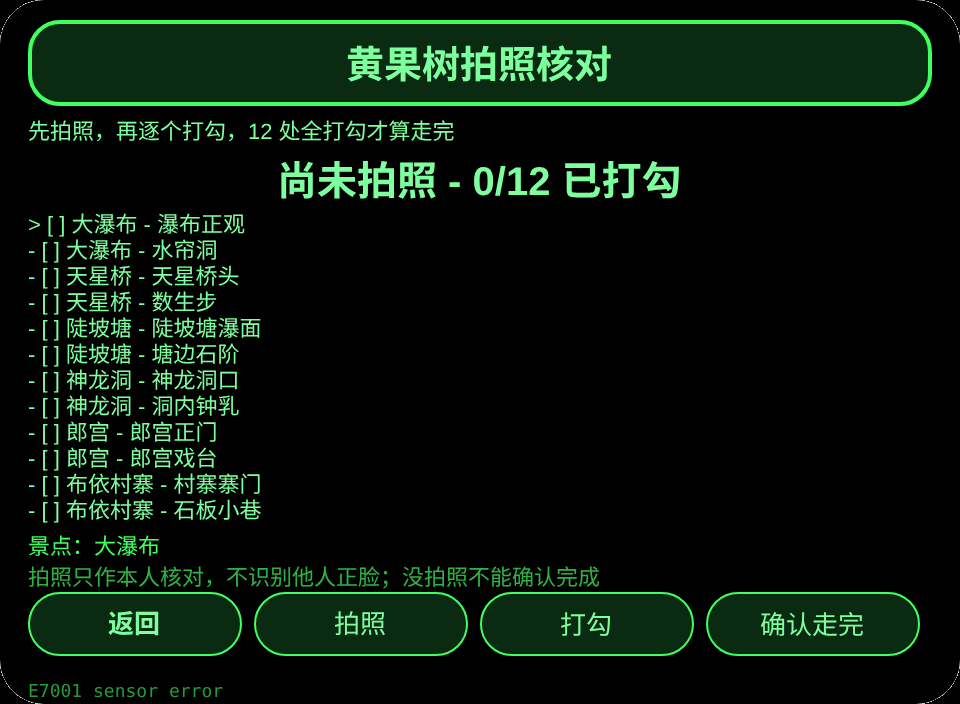 黄果树拍照核对
先拍照，再逐个打勾，12 处全打勾才算走完
尚未拍照 - 0/12 已打勾
> [ ] 大瀑布 - 瀑布正观
- [ ] 大瀑布 - 水帘洞
- [ ] 天星桥 - 天星桥头
- [ ] 天星桥 - 数生步
- [ ] 陡坡塘 - 陡坡塘瀑面
- [ ] 陡坡塘 - 塘边石阶
- [ ] 神龙洞 - 神龙洞口
- [ ] 神龙洞 - 洞内钟乳
- [ ] 郎宫 - 郎宫正门
- [ ] 郎宫 - 郎宫戏台
- [ ] 布依村寨 - 村寨寨门
- [ ] 布依村寨 - 石板小巷
景点：大瀑布
拍照只作本人核对，不识别他人正脸；没拍照不能确认完成
返回 拍照 打勾 确认走完
E7001 sensor error